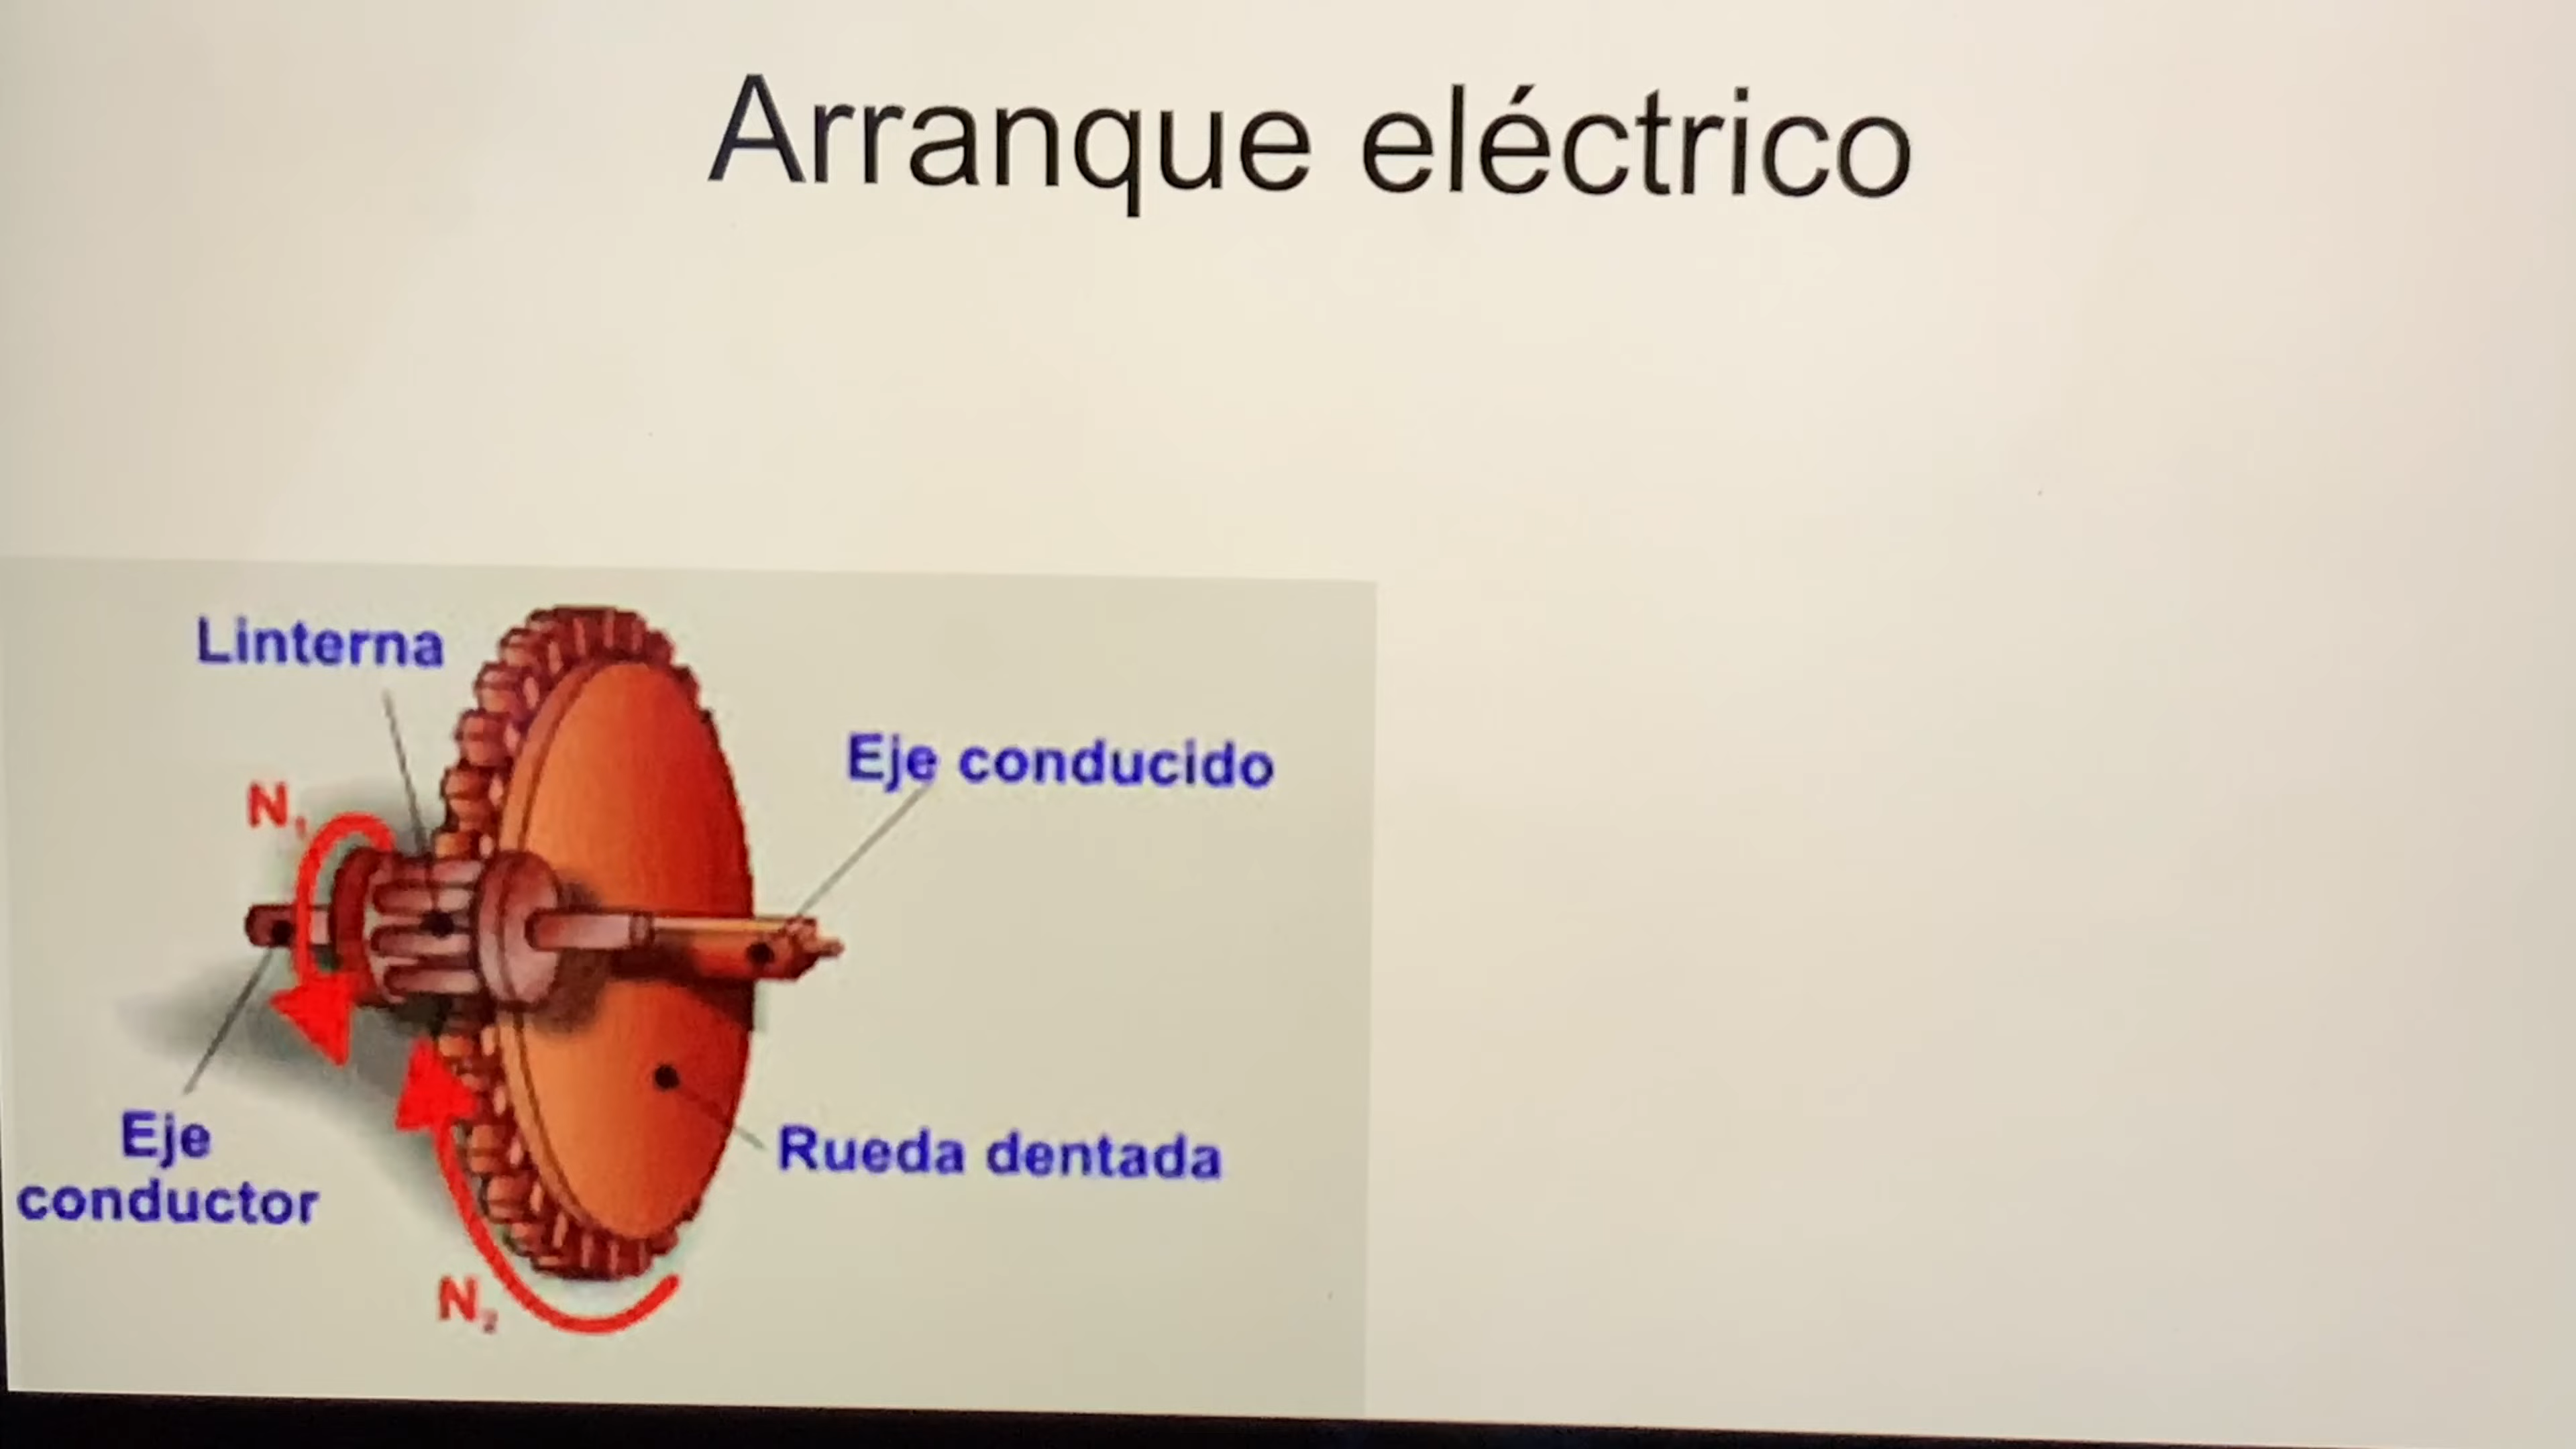 Arranque eléctrico
Linterna
Eje conducido
N₁
Eje
conductor
Rueda dentada
N₂